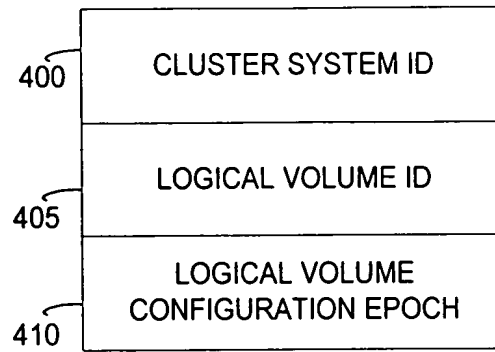 400
CLUSTER SYSTEM ID
405
LOGICAL VOLUME ID
410
LOGICAL VOLUME
CONFIGURATION EPOCH